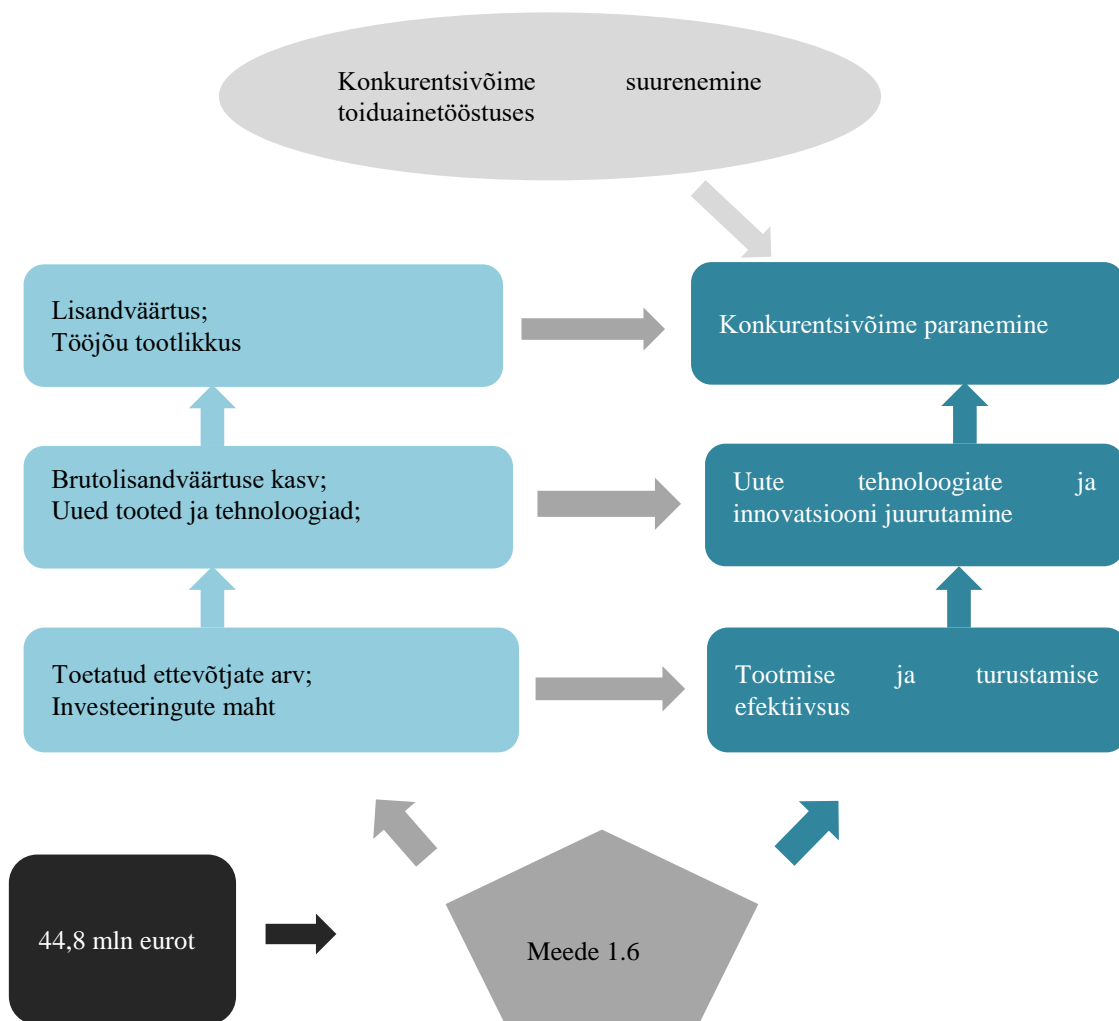 Konkurentsivõime suurenemine
toiduainetööstuses
Lisandväärtus;
Tööjõu tootlikkus
Konkurentsivõime paranemine
Brutolisandväärtuse kasv;
Uued tooted ja tehnoloogiad;
Uute tehnoloogiate ja
innovatsiooni juurutamine
Toetatud ettevõtjate arv;
Investeeringute maht
Tootmise ja turustamise
efektiivsus
44,8 mln eurot
Meede 1.6